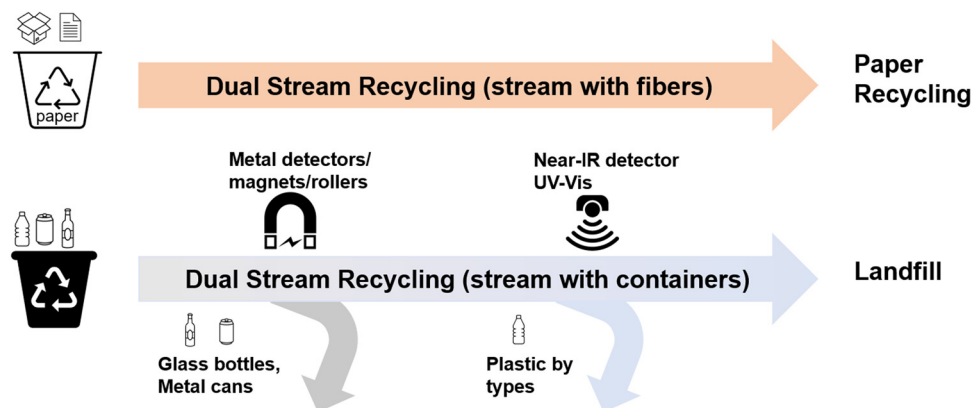 paper
Dual Stream Recycling (stream with fibers)
Paper
Recycling
Metal detectors/
magnets/rollers
Near-IR detector
UV-Vis
Dual Stream Recycling (stream with containers)
Landfill
Glass bottles,
Metal cans
Plastic by
types